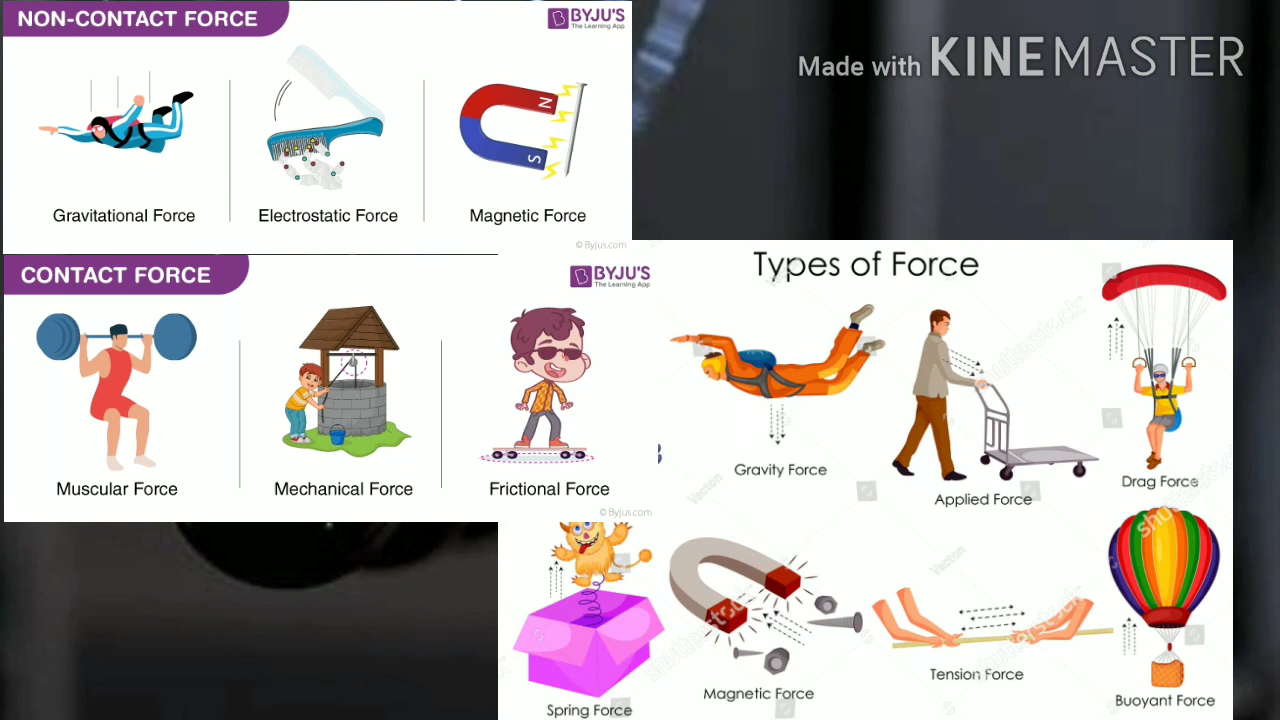 NON-CONTACT FORCE
BYJU'S
The Learning App
Made with KINEMASTER
N
S
Gravitational Force
Electrostatic Force
Magnetic Force
© Byjus.com
CONTACT FORCE
BYJU'S
The Learning App
Muscular Force
Mechanical Force
Frictional Force
© Byjus.com
Types of Force
Gravity Force
Applied Force
Drag Force
Spring Force
Magnetic Force
Tension Force
Buoyant Force
shutterstock
shutterstock